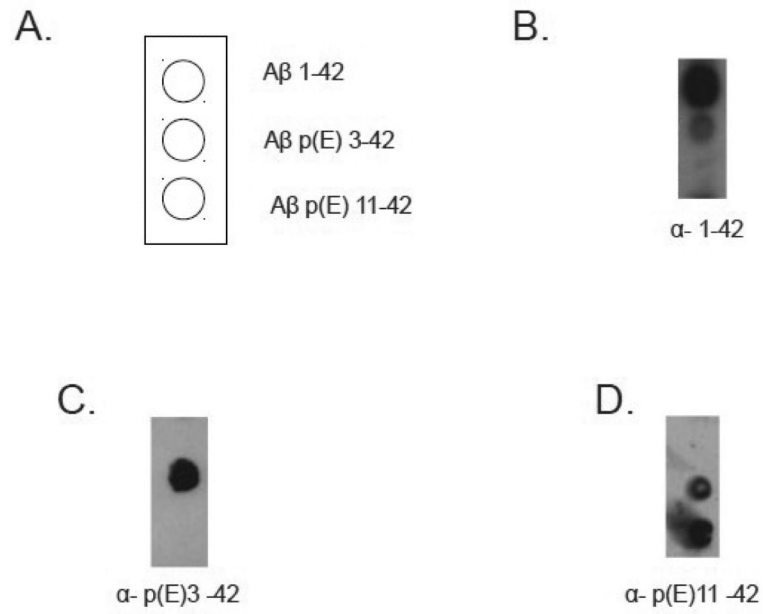 A.
Aβ 1-42
Aβ p(E) 3-42
Aβ p(E) 11-42
B.
α- 1-42
C.
α- p(E)3 -42
D.
α- p(E)11 -42